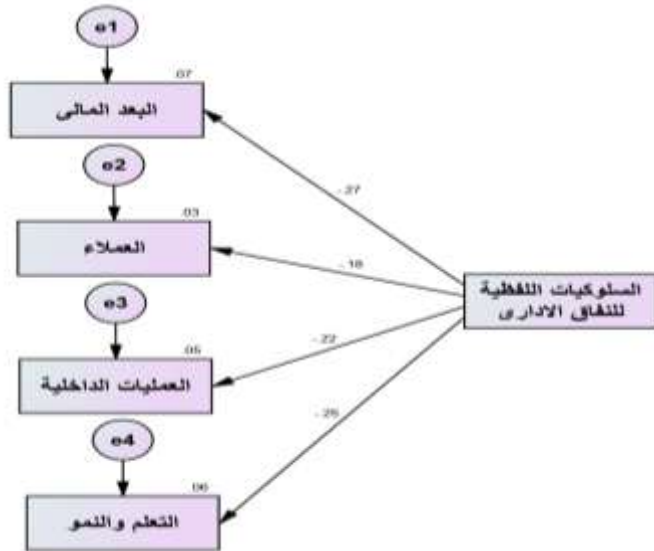 e1
.07
البعد المالى
-.27
e2
.03
العملاء
-.18
السلوكيات اللفظية
للنفاق الادارى
e3
.05
العمليات الداخلية
-.22
e4
.06
التعلم والنمو
-.25